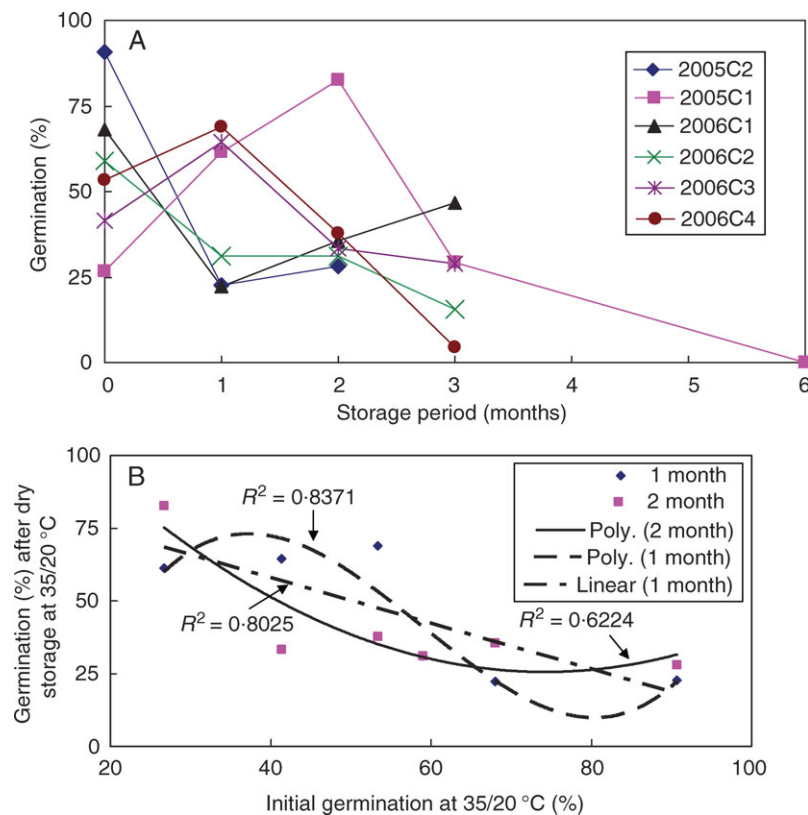 A
100
75
50
25
0
Germination (%)
2005C2
2005C1
2006C1
2006C2
2006C3
2006C4
0 1 2 3 4 5 6
Storage period (months)
B
100
75
50
25
0
Germination (%) after dry
storage at 35/20 °C
R² = 0·8371
R² = 0·8025
R² = 0·6224
1 month
2 month
Poly. (2 month)
Poly. (1 month)
Linear (1 month)
20 40 60 80 100
Initial germination at 35/20 °C (%)